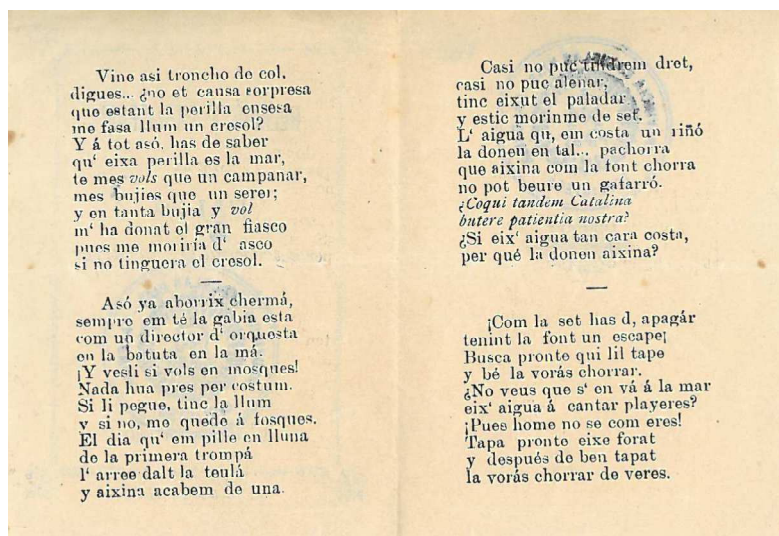 Vine asi troncho de col.
digues... ¿no et causa sorpresa
que estant la perilla ensesa
me fasa llum un cresol?
Y á tot asó, has de saber
qu' eixa perilla es la mar,
te mes vols que un campanar,
mes bujies que un serer;
y en tanta bujia y vol
m' ha donat el gran fiasco
pues me moriría d' asco
si no tinguera el cresol.
—
Asó ya aborrix chermá,
sempre em té la gabia esta
com un director d' orquesta
en la batuta en la má.
¡Y vesli si vols en mosques!
Nada hua pres per costum.
Si li pegue, tinc la llum
y si no, me quede á fosques.
El dia qu' em pille en lluna
de la primera trompá
l' arree dalt la teulá
y aixina acabem de una.
Casi no puc tindrem dret,
casi no puc alenar,
tinc eixut el paladar
y estic morinme de set.
L' aigua qu, em costa un riñó
la donen en tal... pachorra
que aixina com la font chorra
no pot beure un gafarró.
¿Coqui tandem Catalina
butere patientia nostra?
¿Si eix' aigua tan cara costa,
per qué la donen aixina?
—
¡Com la set has d, apagár
tenint la font un escape¡
Busca pronte qui lil tape
y bé la vorás chorrar.
¿No veus que s' en vá á la mar
eix' aigua á cantar playeres?
¡Pues home no se com eres!
Tapa pronte eixe forat
y después de ben tapat
la vorás chorrar de veres.